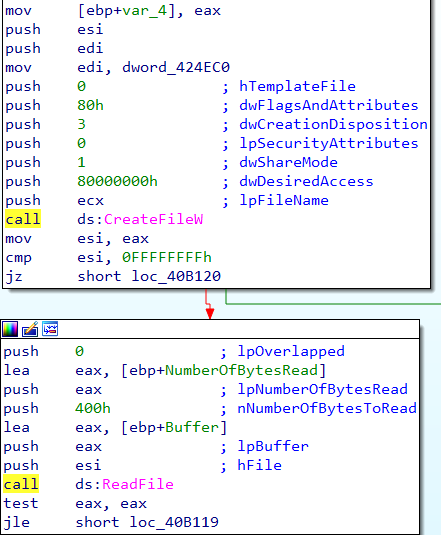 mov [ebp+var_4], eax
push esi
push edi
mov edi, dword_424EC0
push 0 ; hTemplateFile
push 80h ; dwFlagsAndAttributes
push 3 ; dwCreationDisposition
push 0 ; lpSecurityAttributes
push 1 ; dwShareMode
push 80000000h ; dwDesiredAccess
push ecx ; lpFileName
call ds:CreateFileW
mov esi, eax
cmp esi, 0FFFFFFFFh
jz short loc_40B120
push 0 ; lpOverlapped
lea eax, [ebp+NumberOfBytesRead]
push eax ; lpNumberOfBytesRead
push 400h ; nNumberOfBytesToRead
lea eax, [ebp+Buffer]
push eax ; lpBuffer
push esi ; hFile
call ds:ReadFile
test eax, eax
jle short loc_40B119